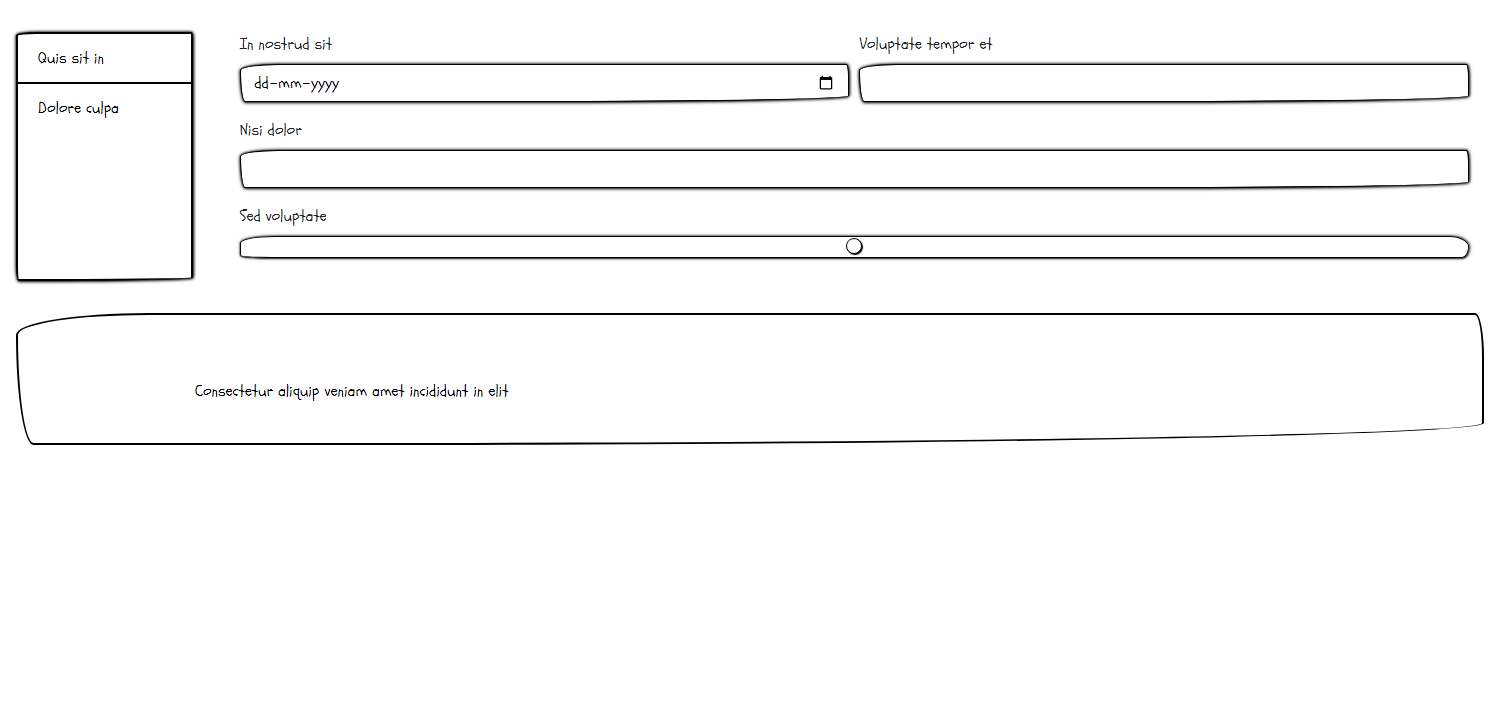 Quis sit in
Dolore culpa
In nostrud sit
dd-mm-yyyy
Voluptate tempor et
Nisi dolor
Sed voluptate
Consectetur aliquip veniam amet incididunt in elit